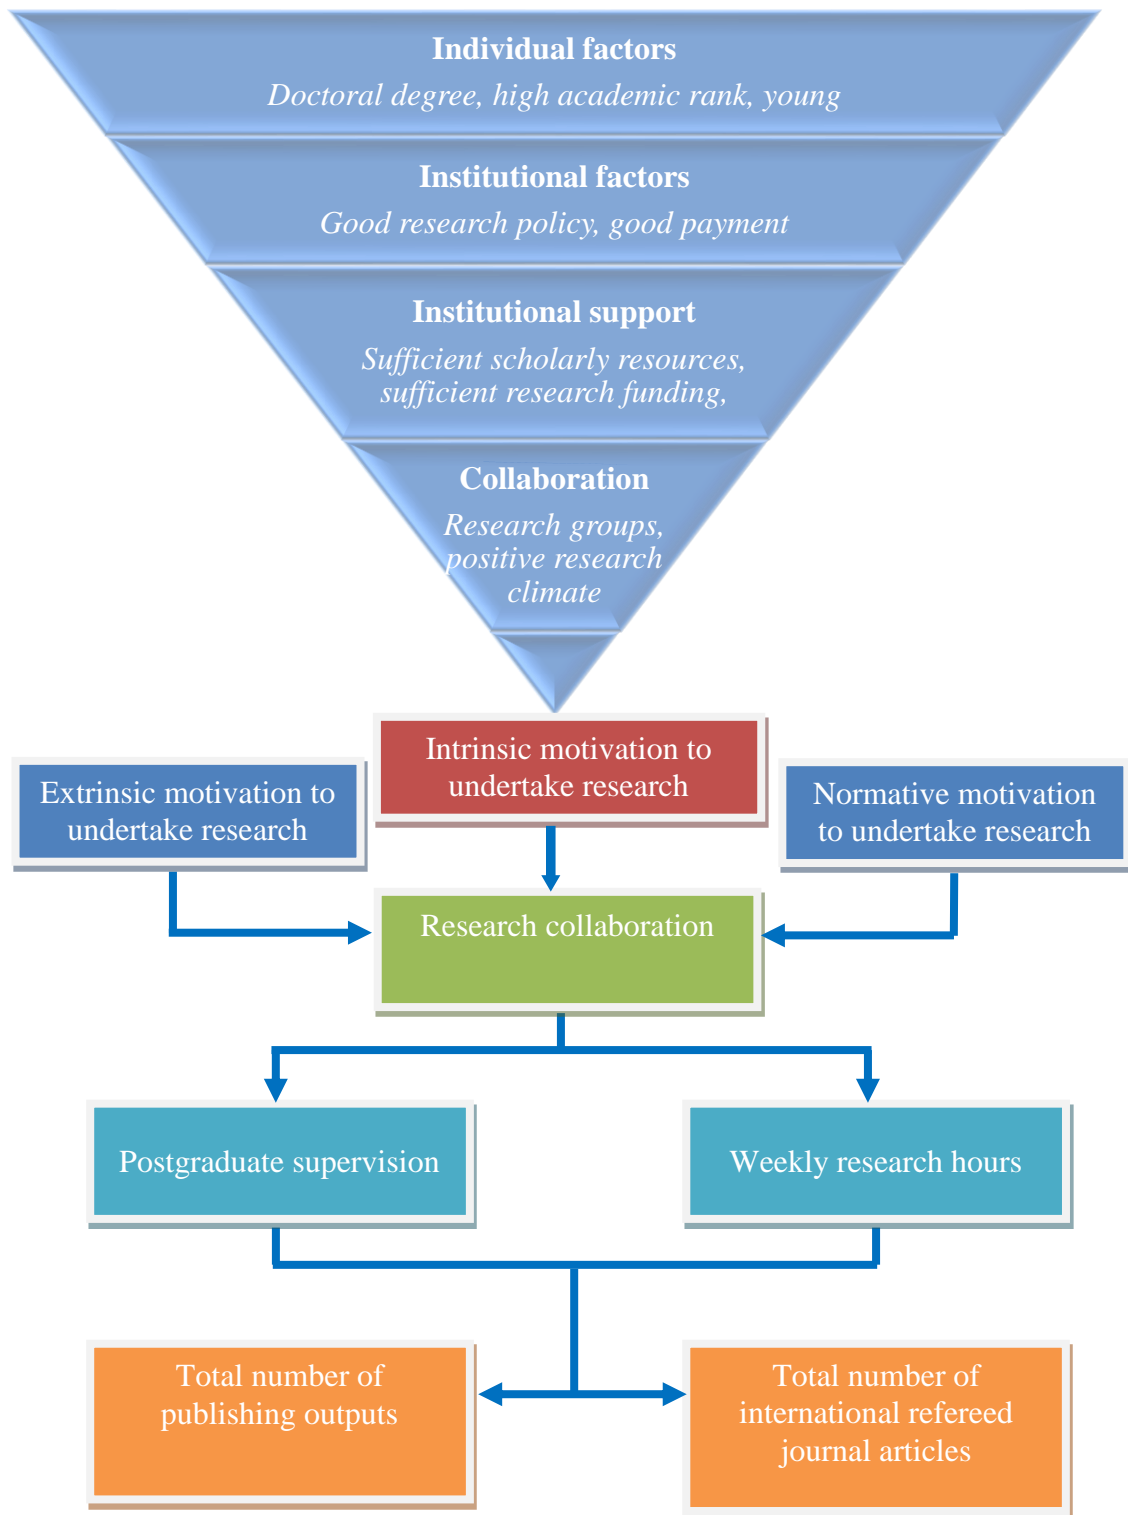 Individual factors
Doctoral degree, high academic rank, young
Institutional factors
Good research policy, good payment
Institutional support
Sufficient scholarly resources,
sufficient research funding,
Collaboration
Research groups,
positive research
climate
Intrinsic motivation to
undertake research
Extrinsic motivation to
undertake research
Normative motivation
to undertake research
Research collaboration
Postgraduate supervision
Weekly research hours
Total number of
publishing outputs
Total number of
international refereed
journal articles